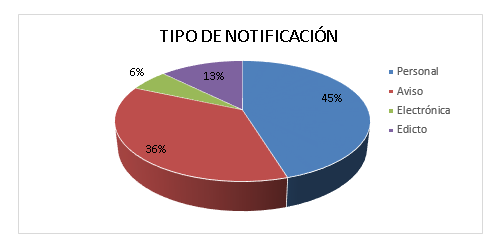 TIPO DE NOTIFICACIÓN
6%
13%
45%
36%
Personal
Aviso
Electrónica
Edicto